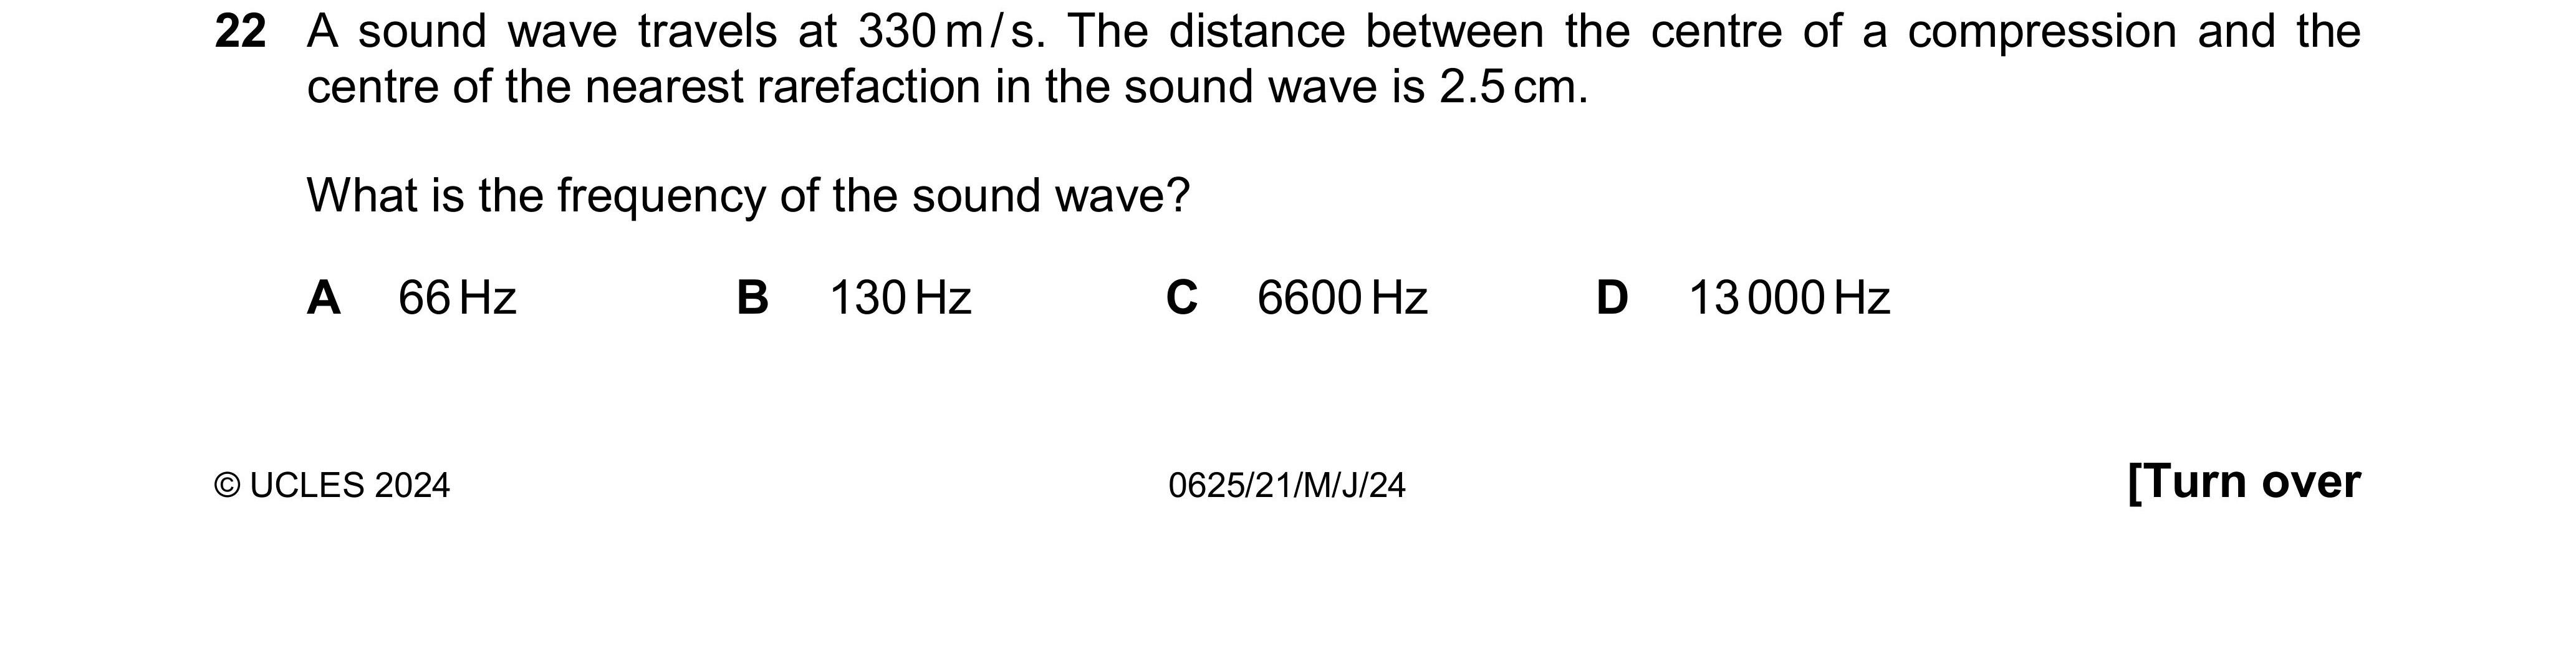 22 A sound wave travels at 330 m / s. The distance between the centre of a compression and the
centre of the nearest rarefaction in the sound wave is 2.5 cm.
What is the frequency of the sound wave?
A 66 Hz B 130 Hz C 6600 Hz D 13 000 Hz
© UCLES 2024 0625/21/M/J/24 [Turn over